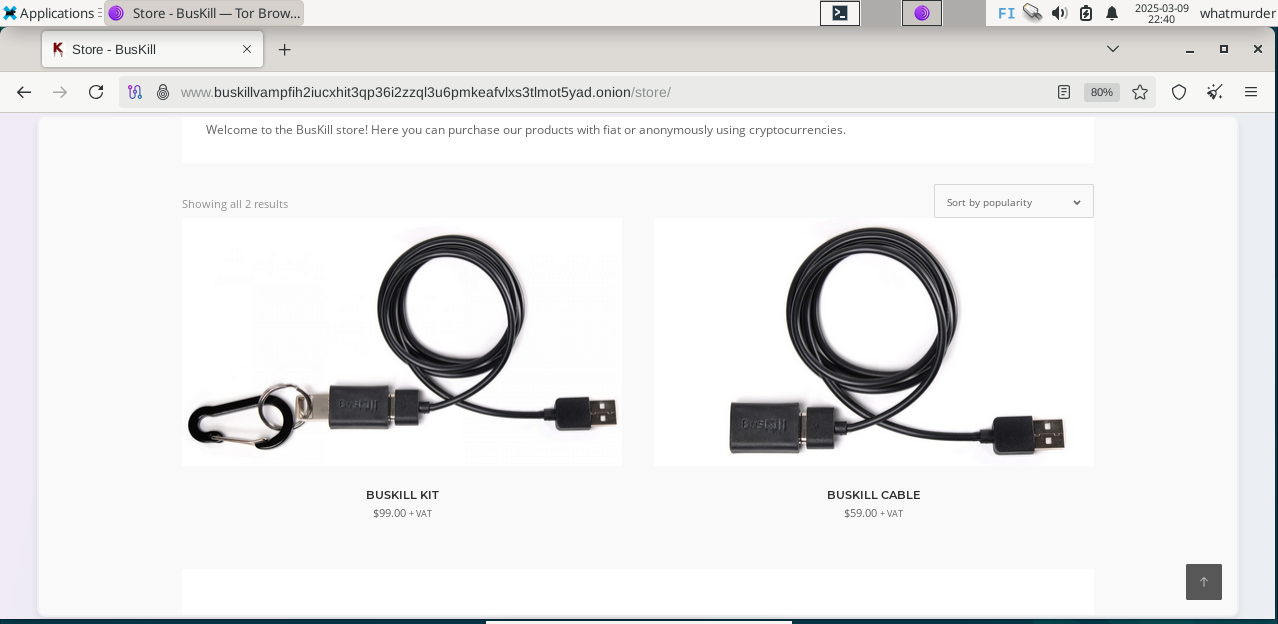 Applications
Store - BusKill — Tor Brow...
FI
2025-03-09
22:40
whatmurder
Store - BusKill
www.buskillvampfih2iucxhit3qp36i2zzql3u6pmkeafvlxs3tlmot5yad.onion/store/
80%
Welcome to the BusKill store! Here you can purchase our products with fiat or anonymously using cryptocurrencies.
Showing all 2 results
Sort by popularity
BusKill
BusKill
BUSKILL KIT
BUSKILL CABLE
$99.00 + VAT
$59.00 + VAT